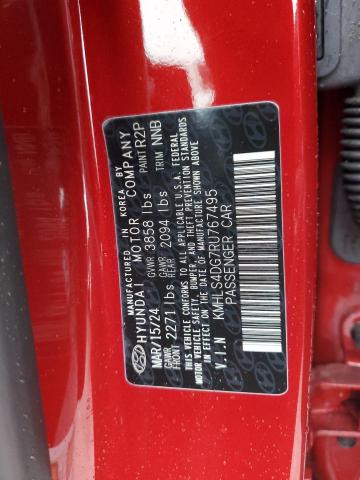 HYUNDAI MOTOR COMPANY
MANUFACTURED IN KOREA BY
MAR/15/24 GVWR 3858 lbs PAINT R2P
GAWR FRONT 2271 lbs GAWR REAR 2094 lbs TRIM NNB
THIS VEHICLE CONFORMS TO ALL APPLICABLE U.S.A. FEDERAL
MOTOR VEHICLE SAFETY, BUMPER, AND THEFT PREVENTION
STANDARDS IN EFFECT ON THE DATE OF MANUFACTURE SHOWN ABOVE.
V.I.N KMHLS4DG7RU767495
PASSENGER CAR